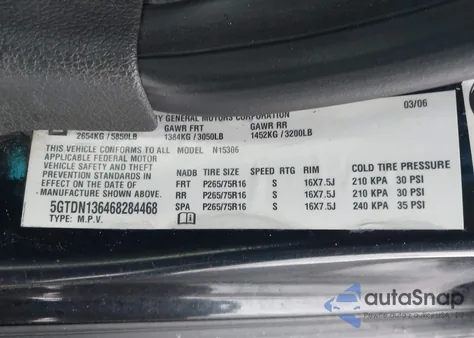 BY GENERAL MOTORS CORPORATION 03/06
GAWR FRT GAWR RR
2654KG / 5850LB 1384KG / 3050LB 1452KG / 3200LB
THIS VEHICLE CONFORMS TO ALL MODEL N15306
APPLICABLE FEDERAL MOTOR
VEHICLE SAFETY AND THEFT
PREVENTION STANDARDS IN
EFFECT ON THE DATE OF
MANUFACTURE SHOWN ABOVE.
5GTDN136468284468
TYPE: M.P.V.
NADB TIRE SIZE SPEED RTG RIM COLD TIRE PRESSURE
FRT P265/75R16 S 16X7.5J 210 KPA 30 PSI
RR P265/75R16 S 16X7.5J 210 KPA 30 PSI
SPA P265/75R16 S 16X7.5J 240 KPA 35 PSI
autoSnap